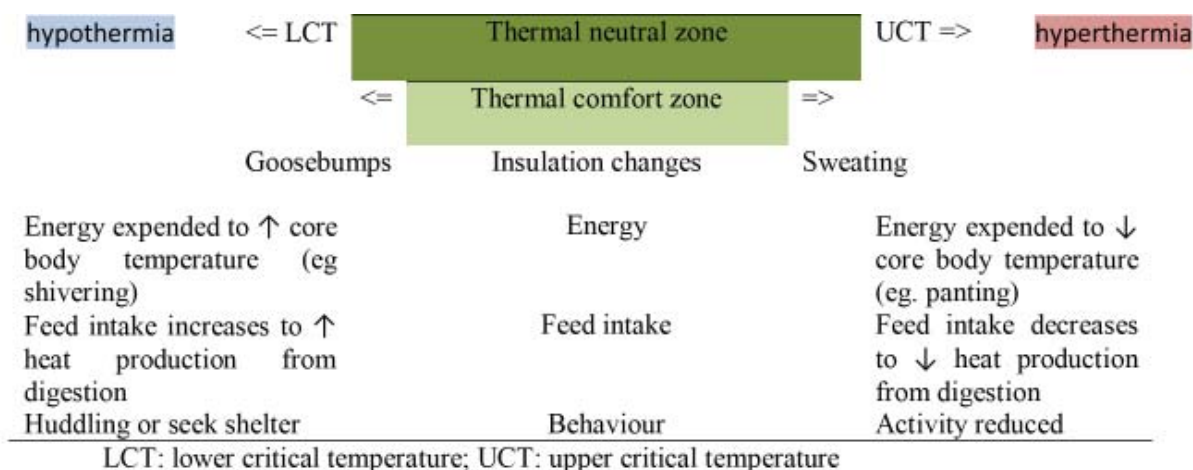 hypothermia <= LCT Thermal neutral zone UCT => hyperthermia
<= Thermal comfort zone =>
Goosebumps Insulation changes Sweating
Energy expended to ↑ core body temperature (eg shivering) Energy Energy expended to ↓ core body temperature (eg. panting)
Feed intake increases to ↑ heat production from digestion Feed intake Feed intake decreases to ↓ heat production from digestion
Huddling or seek shelter Behaviour Activity reduced
LCT: lower critical temperature; UCT: upper critical temperature